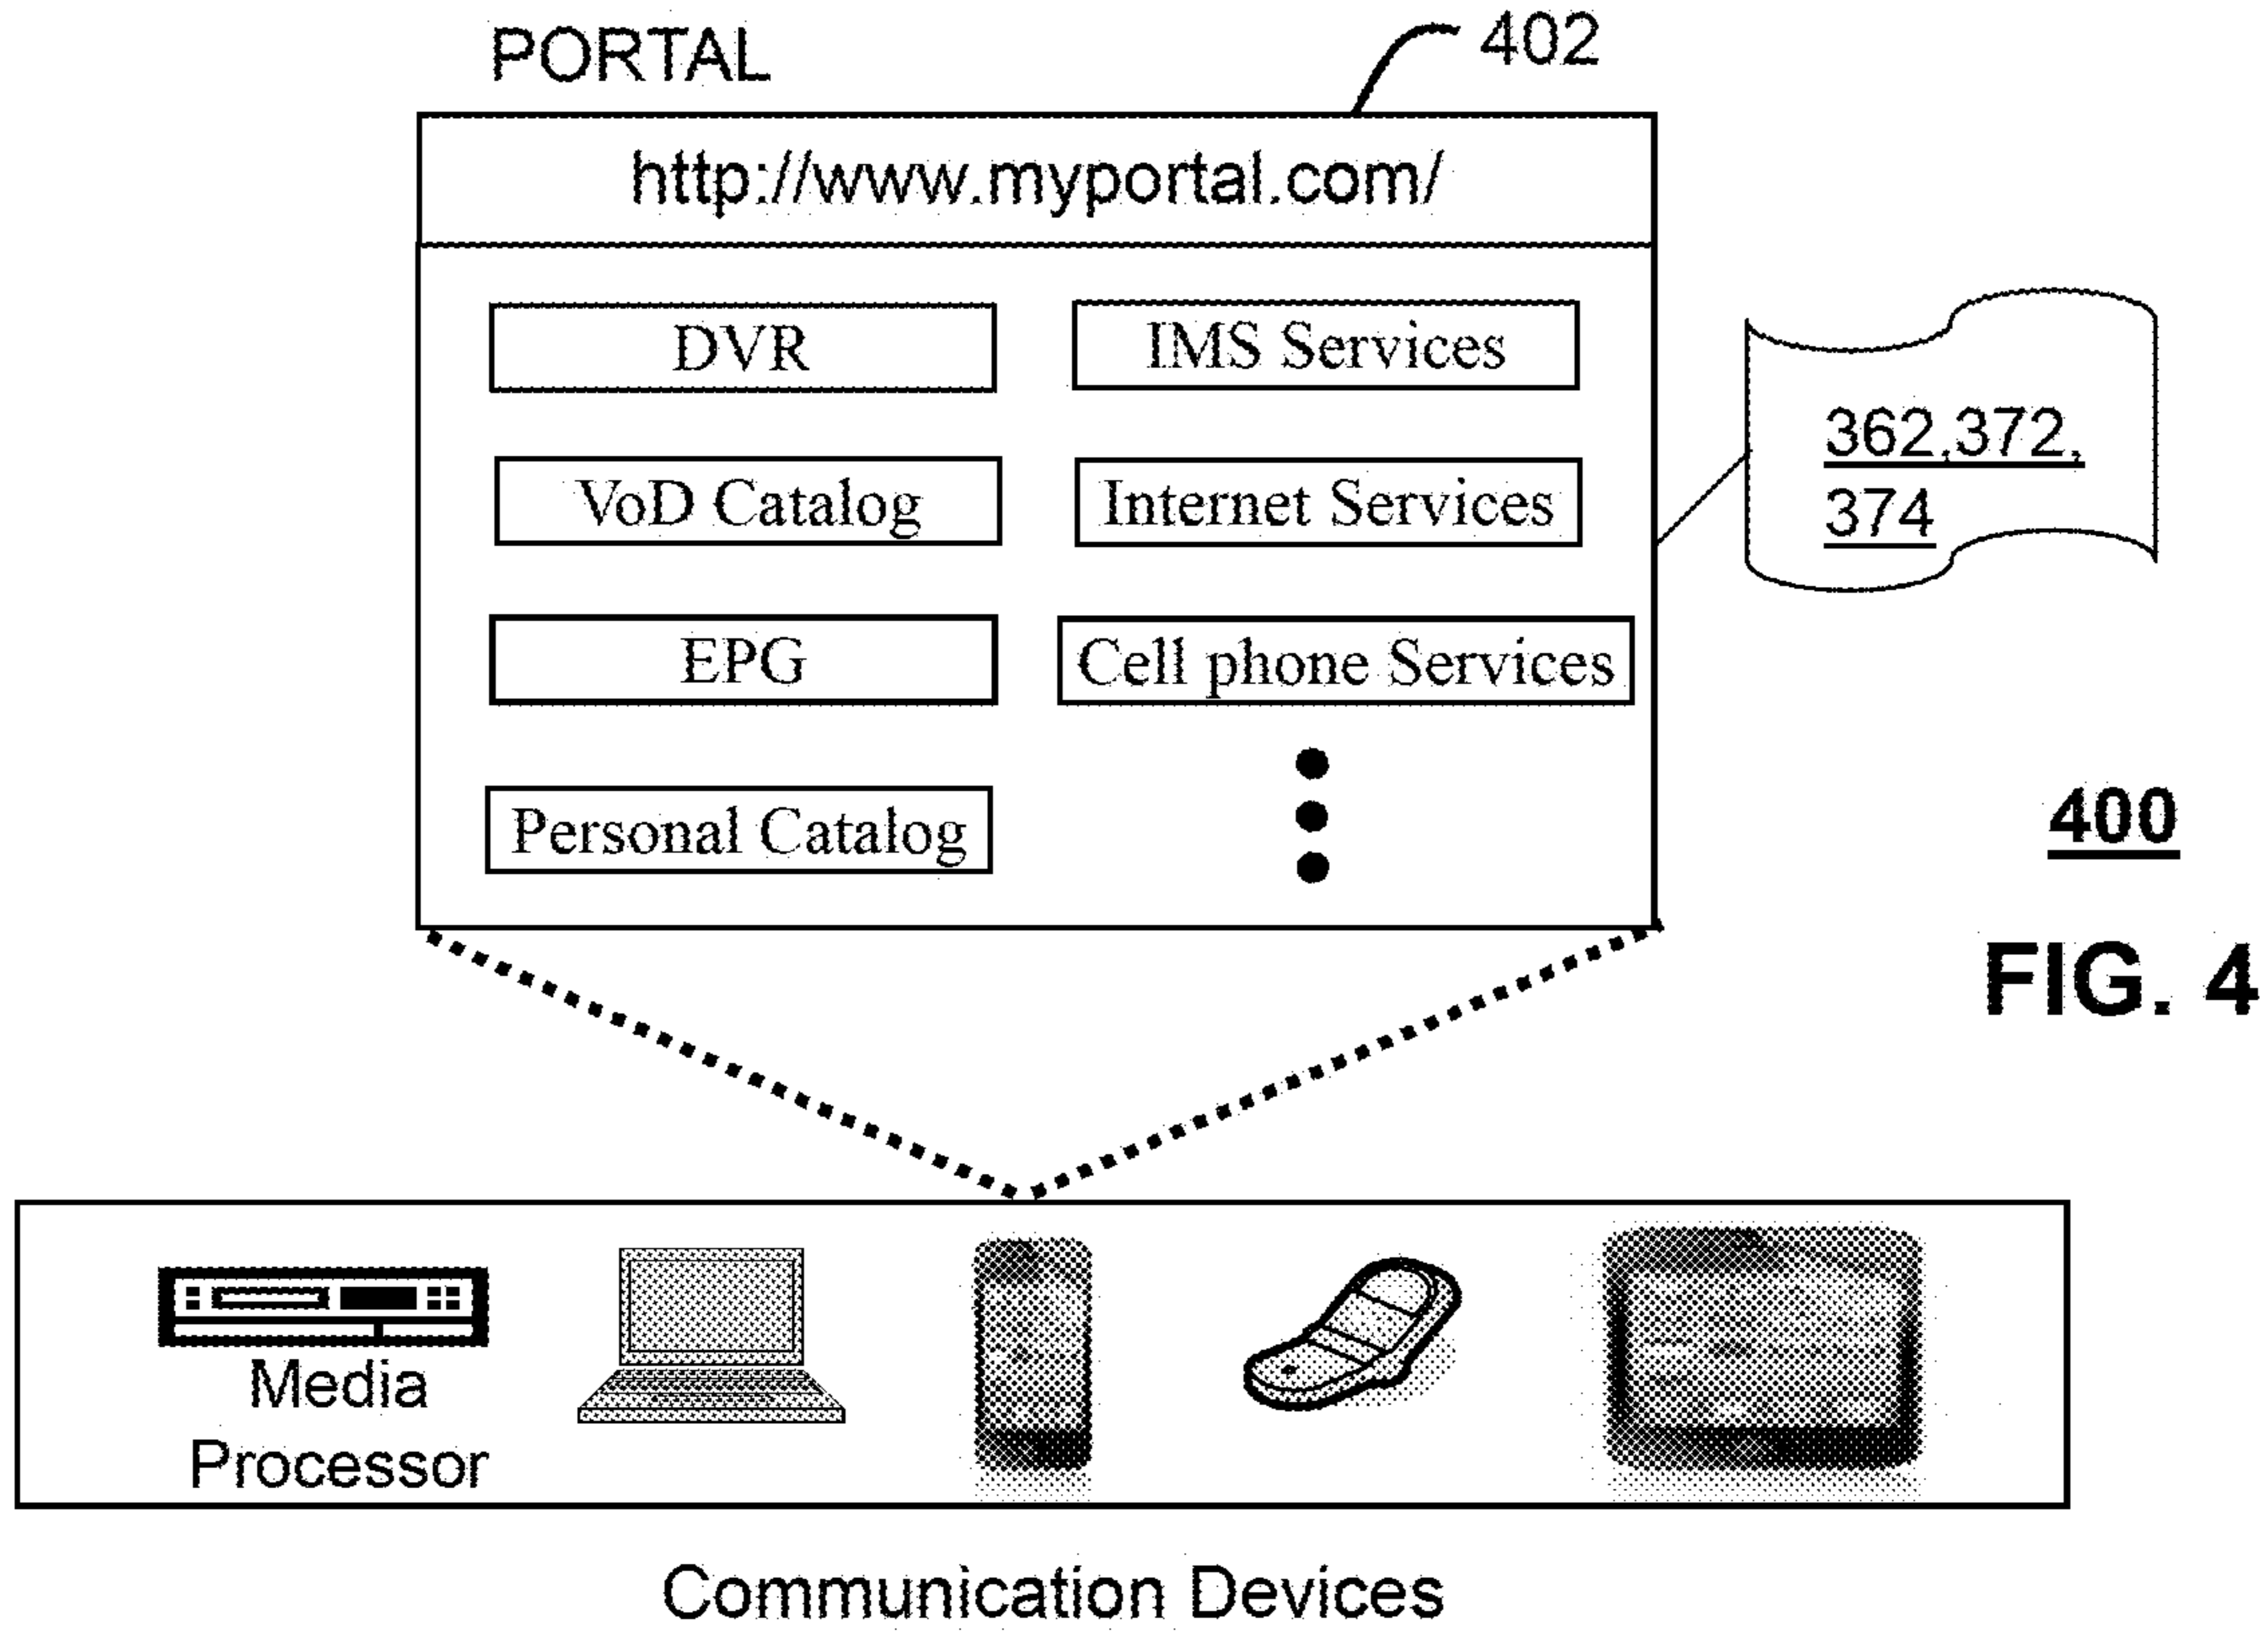 PORTAL
402
http://www.myportal.com/
DVR
IMS Services
VoD Catalog
Internet Services
EPG
Cell phone Services
Personal Catalog
362,372,
374
400
FIG. 4
Media
Processor
Communication Devices